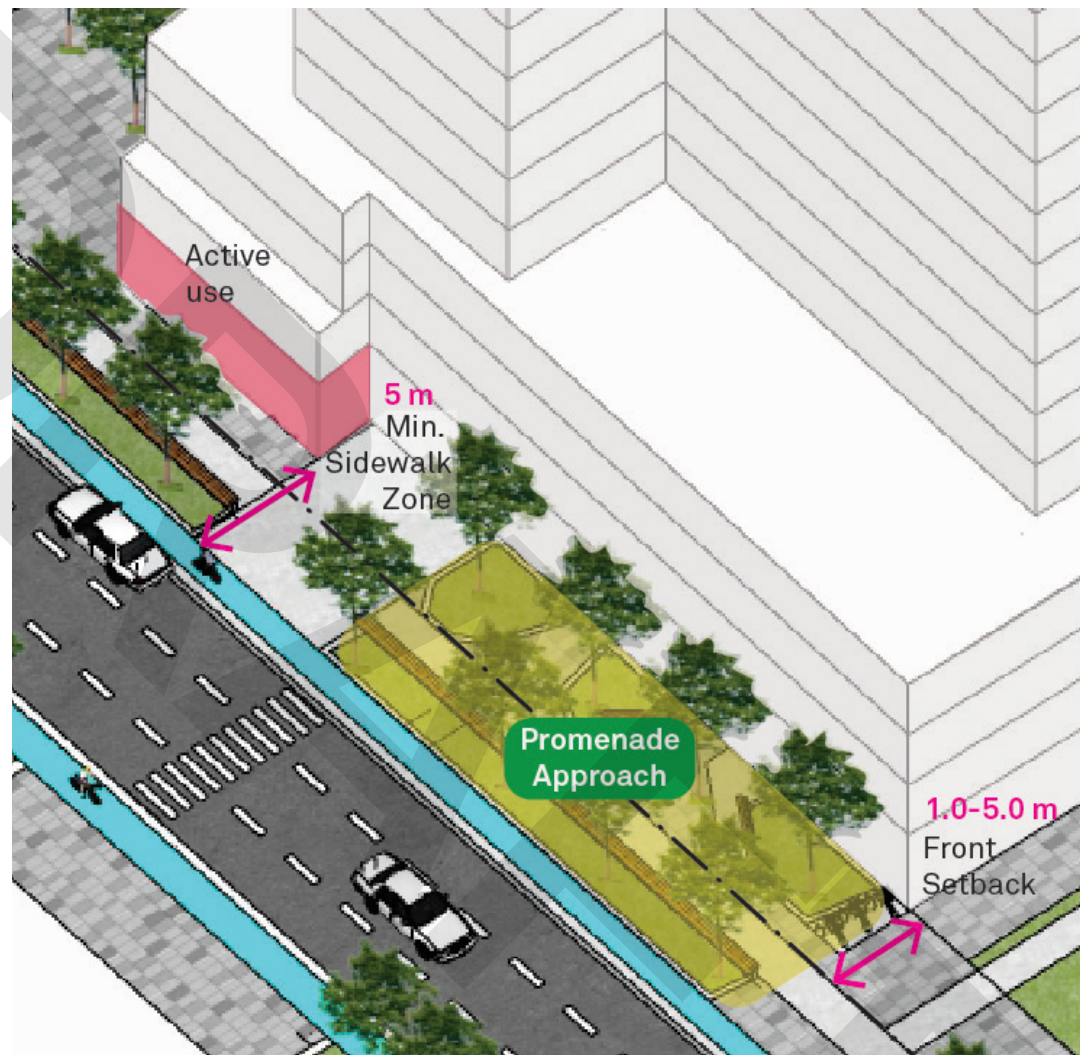 Active
use
5 m
Min.
Sidewalk
Zone
Promenade
Approach
1.0-5.0 m
Front
Setback